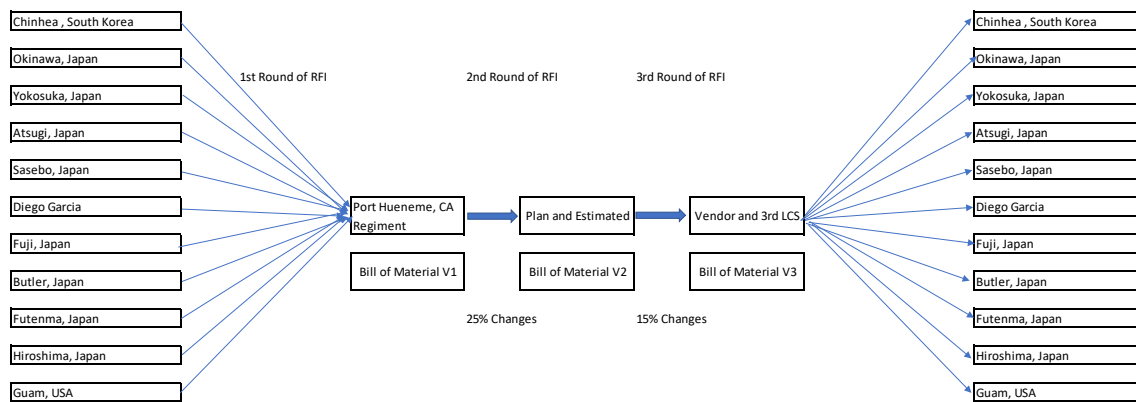 Chinhea , South Korea
Okinawa, Japan
Yokosuka, Japan
Atsugi, Japan
Sasebo, Japan
Diego Garcia
Fuji, Japan
Butler, Japan
Futenma, Japan
Hiroshima, Japan
Guam, USA
1st Round of RFI
2nd Round of RFI
3rd Round of RFI
Port Hueneme, CA
Regiment
Plan and Estimated
Vendor and 3rd LCS
Bill of Material V1
Bill of Material V2
Bill of Material V3
25% Changes
15% Changes
Chinhea , South Korea
Okinawa, Japan
Yokosuka, Japan
Atsugi, Japan
Sasebo, Japan
Diego Garcia
Fuji, Japan
Butler, Japan
Futenma, Japan
Hiroshima, Japan
Guam, USA